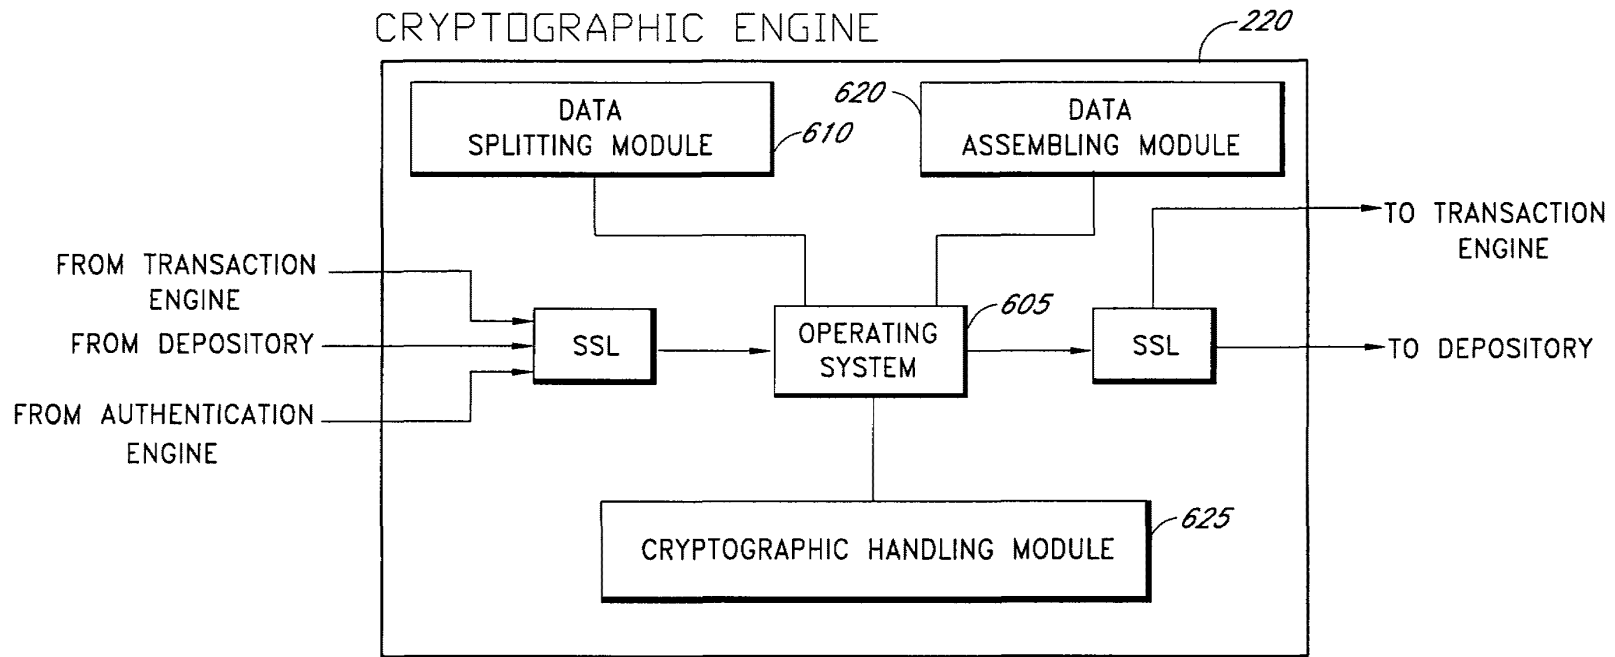 CRYPTOGRAPHIC ENGINE
220
DATA
SPLITTING MODULE
610
620
DATA
ASSEMBLING MODULE
TO TRANSACTION
ENGINE
FROM TRANSACTION
ENGINE
FROM DEPOSITORY
FROM AUTHENTICATION
ENGINE
SSL
OPERATING
SYSTEM
605
SSL
TO DEPOSITORY
CRYPTOGRAPHIC HANDLING MODULE
625